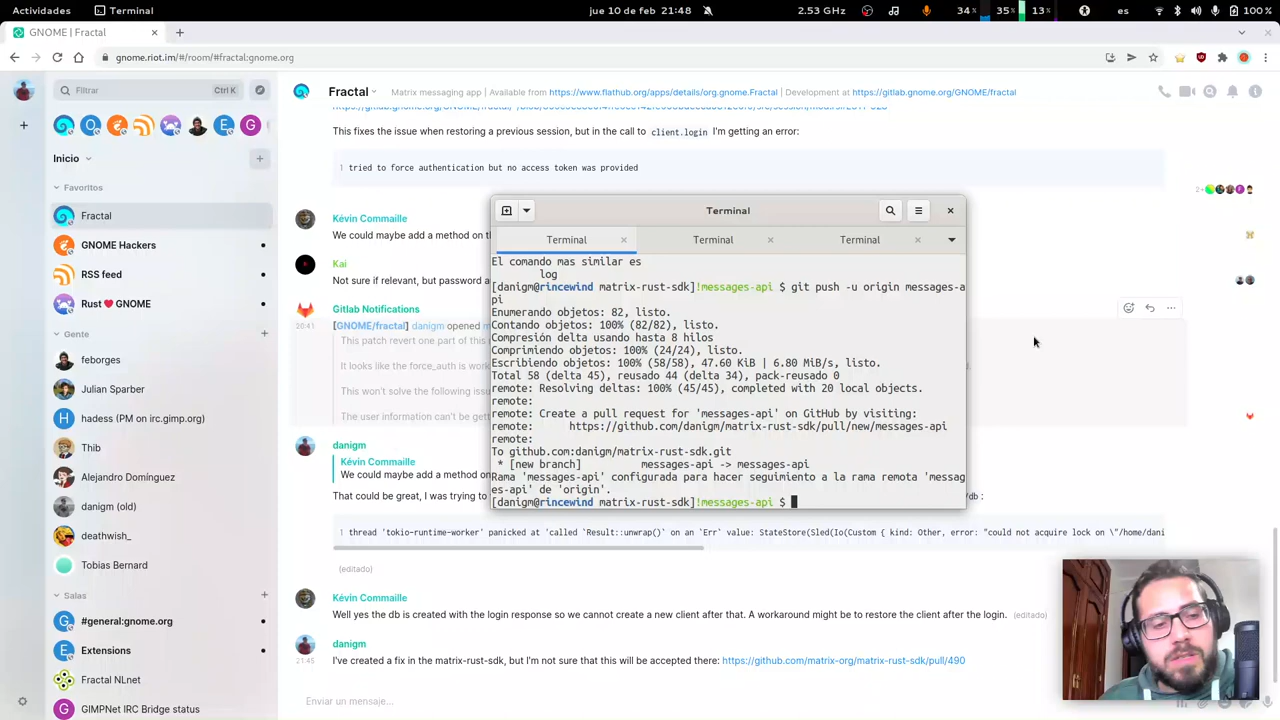 Actividades
Terminal
jue 10 de feb 21:48
2.53 GHz
34%
35%
13%
es
100 %
GNOME | Fractal
gnome.riot.im/#/room/#fractal:gnome.org
Filtrar
Ctrl K
Inicio
Favoritos
Fractal
GNOME Hackers
RSS feed
Rust ❤️ GNOME
Gente
feborges
Julian Sparber
hadess (PM on irc.gimp.org)
Thib
Alejandro Domínguez
danigm (old)
deathwish_
Tobias Bernard
Salas
#general:gnome.org
Extensions
Fractal NLnet
GIMPNet IRC Bridge status
Fractal
Matrix messaging app | Available from https://www.flathub.org/apps/details/org.gnome.Fractal | Development at https://gitlab.gnome.org/GNOME/fractal
This fixes the issue when restoring a previous session, but in the call to client.login I'm getting an error:
1 tried to force authentication but no access token was provided
2+
Kévin Commaille
We could maybe add a method on th
Kai
Not sure if relevant, but password a
Gitlab Notifications
20:41
[GNOME/fractal] danigm opened m
This patch revert one part of this
It looks like the force_auth is work
This won't solve the following issue
The user information can't be get
danigm
Kévin Commaille
We could maybe add a method on
That could be great, I was trying to
/db :
1 thread 'tokio-runtime-worker' panicked at 'called `Result::unwrap()` on an `Err` value: StateStore(Sled(Io(Custom { kind: Other, error: "could not acquire lock on \"/home/dani
(editado)
Kévin Commaille
Well yes the db is created with the login response so we cannot create a new client after that. A workaround might be to restore the client after the login. (editado)
danigm
21:45
I've created a fix in the matrix-rust-sdk, but I'm not sure that this will be accepted there: https://github.com/matrix-org/matrix-rust-sdk/pull/490
Enviar un mensaje...
Terminal
Terminal
Terminal
Terminal
El comando mas similar es
log
[danigm@rincewind matrix-rust-sdk]!messages-api $ git push -u origin messages-a
pi
Enumerando objetos: 82, listo.
Contando objetos: 100% (82/82), listo.
Compresión delta usando hasta 8 hilos
Comprimiendo objetos: 100% (24/24), listo.
Escribiendo objetos: 100% (58/58), 47.60 KiB | 6.80 MiB/s, listo.
Total 58 (delta 45), reusado 44 (delta 34), pack-reusado 0
remote: Resolving deltas: 100% (45/45), completed with 20 local objects.
remote:
remote: Create a pull request for 'messages-api' on GitHub by visiting:
remote: https://github.com/danigm/matrix-rust-sdk/pull/new/messages-api
remote:
To github.com:danigm/matrix-rust-sdk.git
* [new branch] messages-api -> messages-api
Rama 'messages-api' configurada para hacer seguimiento a la rama remota 'messag
es-api' de 'origin'.
[danigm@rincewind matrix-rust-sdk]!messages-api $